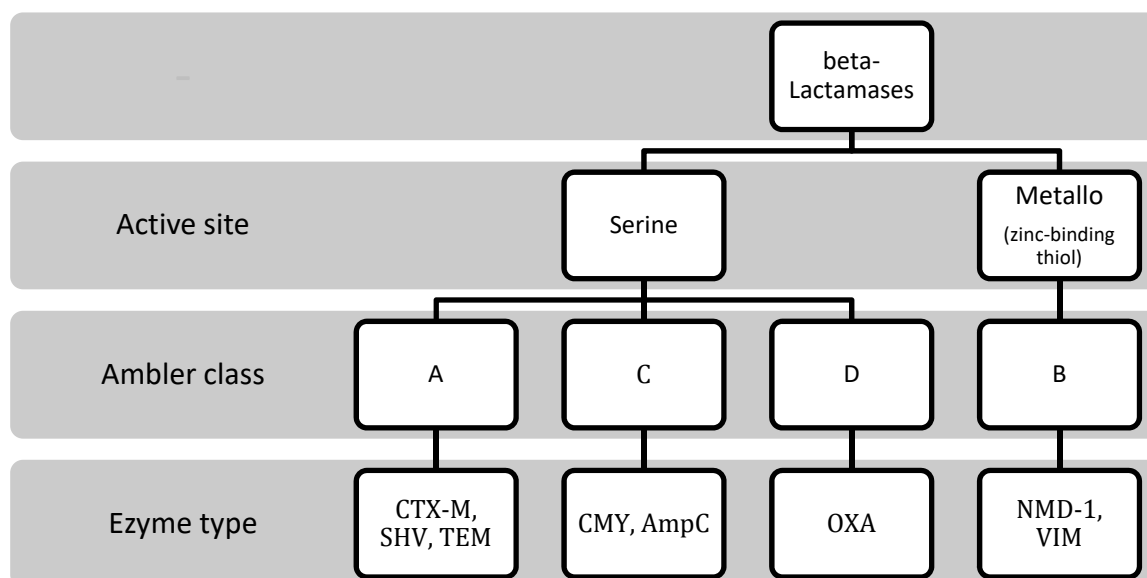 beta-
Lactamases
Active site
Serine
Metallo
(zinc-binding
thiol)
Ambler class
A
C
D
B
Ezyme type
CTX-M,
SHV, TEM
CMY, AmpC
OXA
NMD-1,
VIM